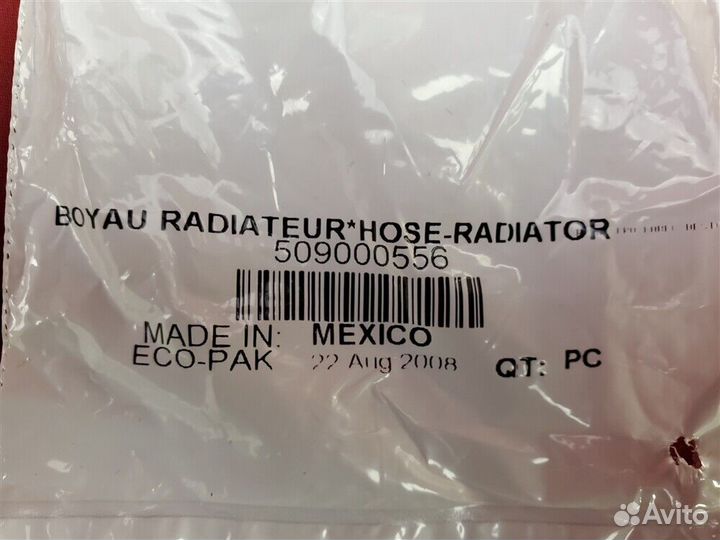 BOYAU RADIATEUR*HOSE-RADIATOR
509000556
MADE IN: MEXICO
ECO-PAK 22 Aug 2008 QT: PC
Avito